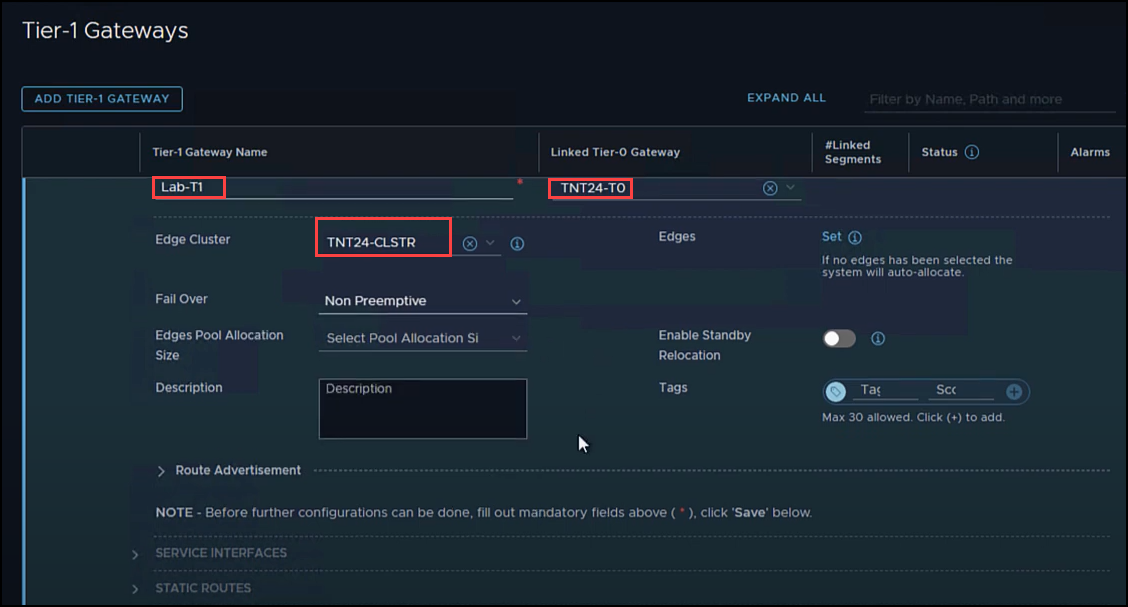 Tier-1 Gateways
ADD TIER-1 GATEWAY
EXPAND ALL
Filter by Name, Path and more
Tier-1 Gateway Name
Linked Tier-0 Gateway
#Linked
Segments
Status
Alarms
Lab-T1 *
TNT24-T0
Edge Cluster
TNT24-CLSTR
Edges
Set
If no edges has been selected the
system will auto-allocate.
Fail Over
Non Preemptive
Edges Pool Allocation
Size
Select Pool Allocation Si
Enable Standby
Relocation
Description
Description
Tags
Tag
Sc
Max 30 allowed. Click (+) to add.
Route Advertisement
NOTE - Before further configurations can be done, fill out mandatory fields above ( * ), click 'Save' below.
SERVICE INTERFACES
STATIC ROUTES